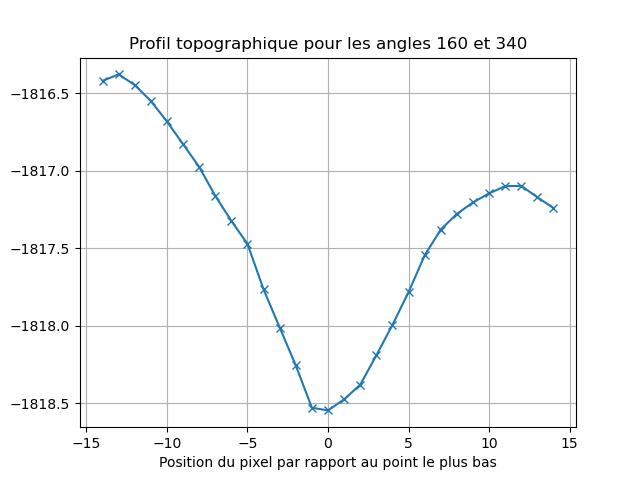 Profil topographique pour les angles 160 et 340
−1816.5
−1817.0
−1817.5
−1818.0
−1818.5
−15 −10 −5 0 5 10 15
Position du pixel par rapport au point le plus bas